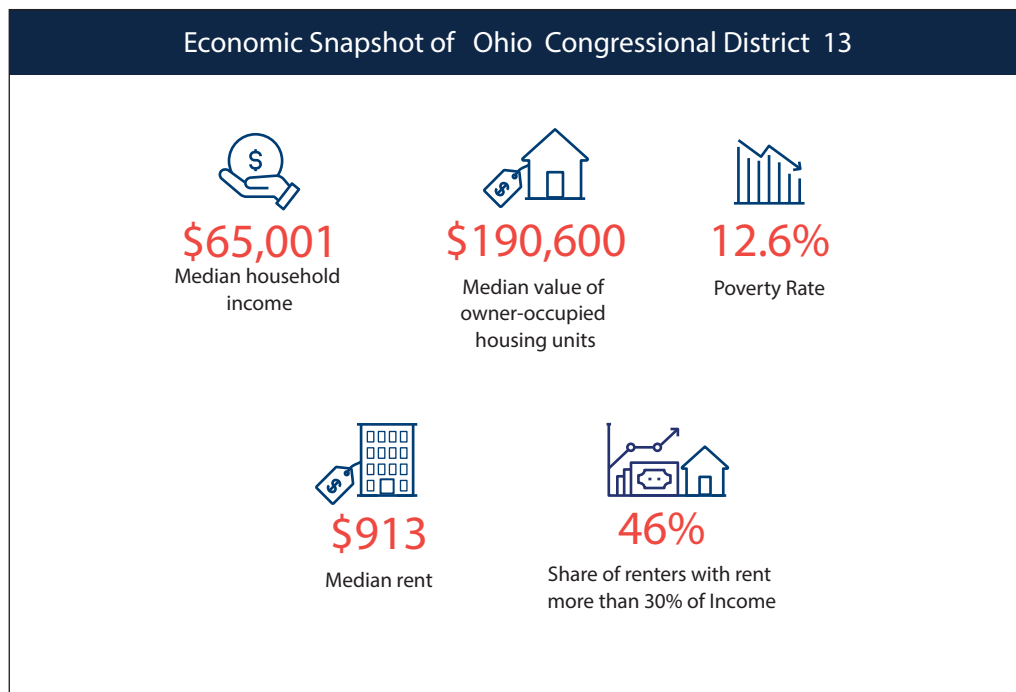 Economic Snapshot of Ohio Congressional District 13
$
$
$65,001
$190,600
12.6%
Median household
income
Median value of
owner-occupied
housing units
Poverty Rate
$
$913
46%
Median rent
Share of renters with rent
more than 30% of Income